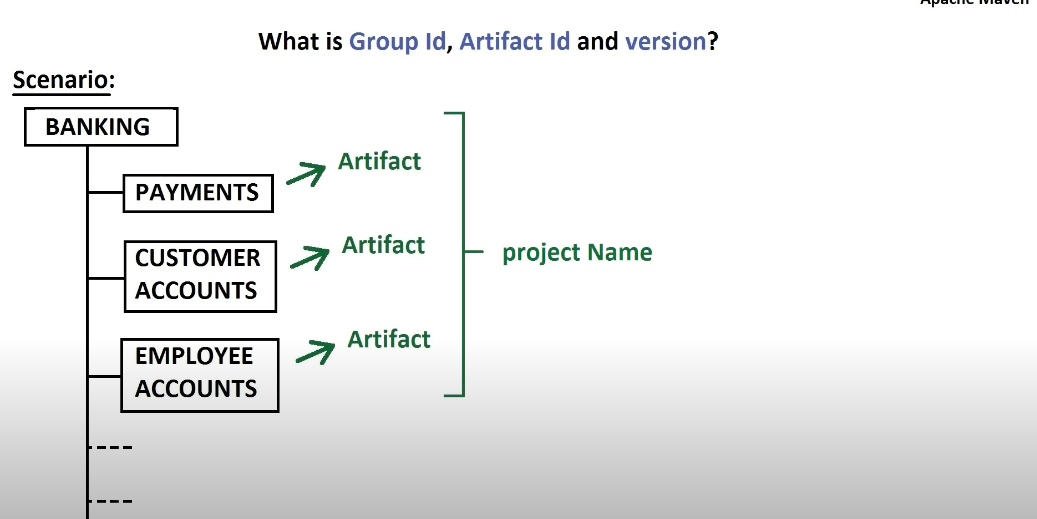 Apache Maven
What is Group Id, Artifact Id and version?
Scenario:
BANKING
PAYMENTS
Artifact
CUSTOMER
ACCOUNTS
Artifact
project Name
EMPLOYEE
ACCOUNTS
Artifact